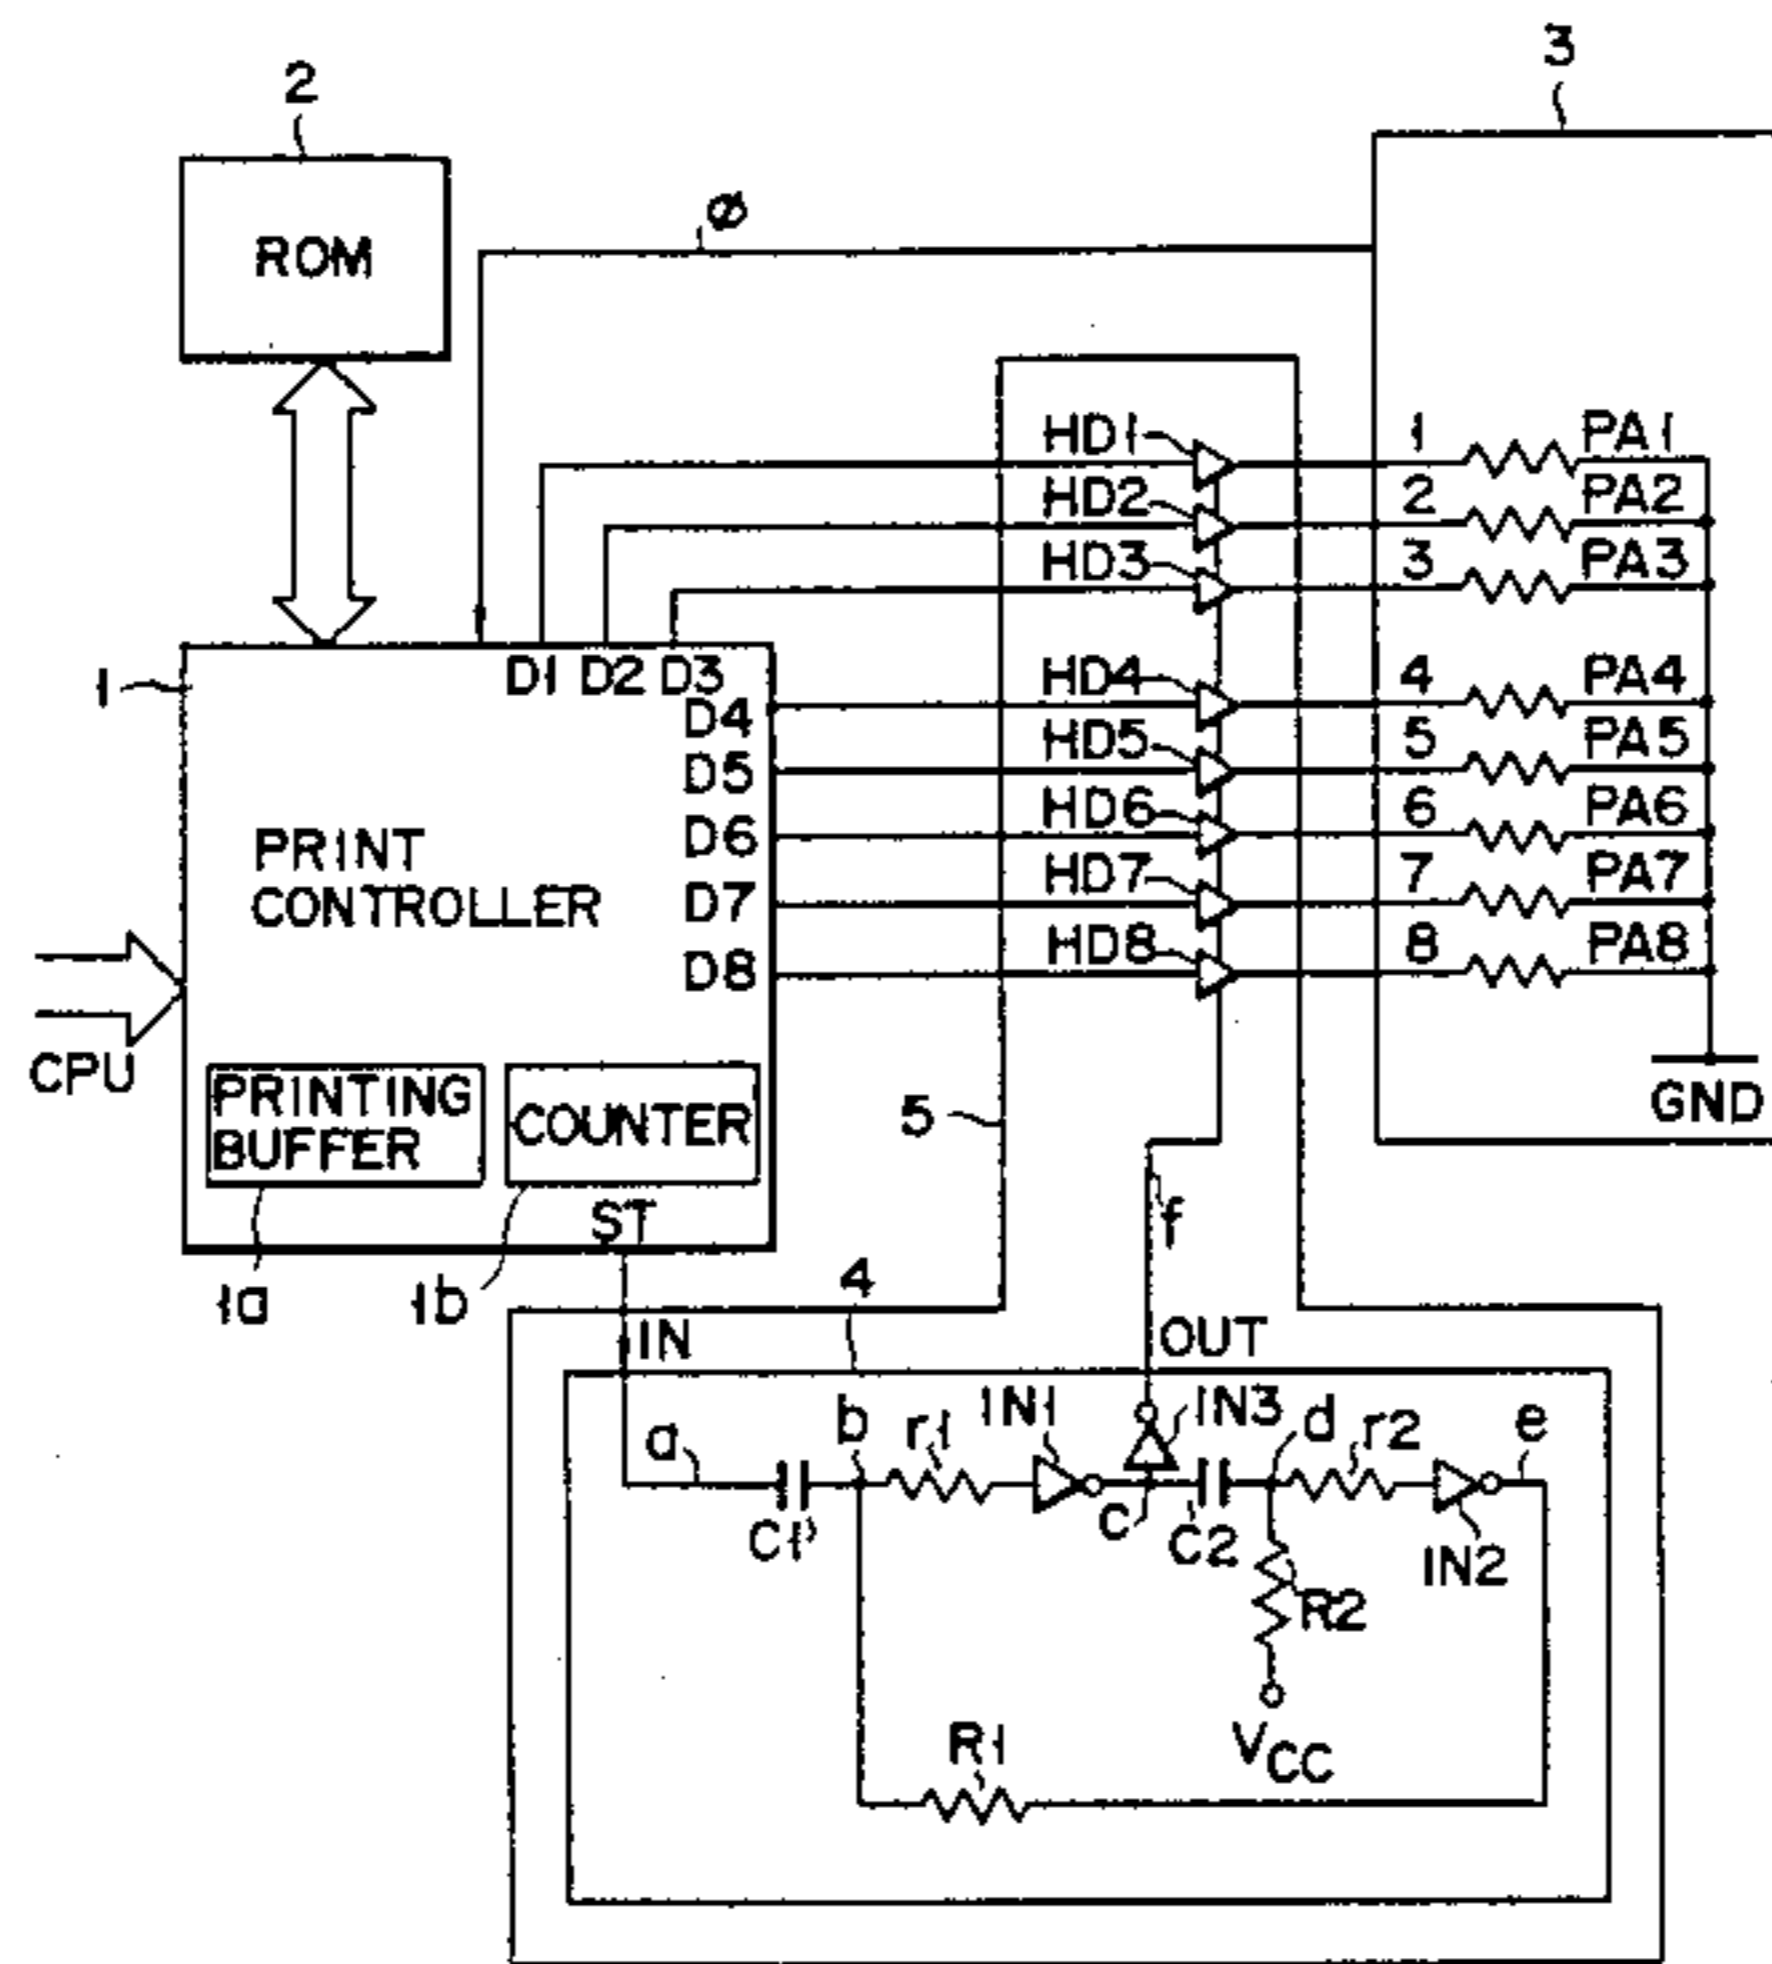 3
2
ROM
Ø
HD1 1 PA1
HD2 2 PA2
HD3 3 PA3
1
D1 D2 D3
HD4 4 PA4
D4
HD5 5 PA5
D5
HD6 6 PA6
D6
PRINT
CONTROLLER
HD7 7 PA7
D7
HD8 8 PA8
D8
CPU
PRINTING
BUFFER
COUNTER
5
GND
ST
f
1a
1b
4
IN
OUT
a
b
r1
IN1
IN3
d
r2
e
C1
c
C2
IN2
R2
R1
VCC